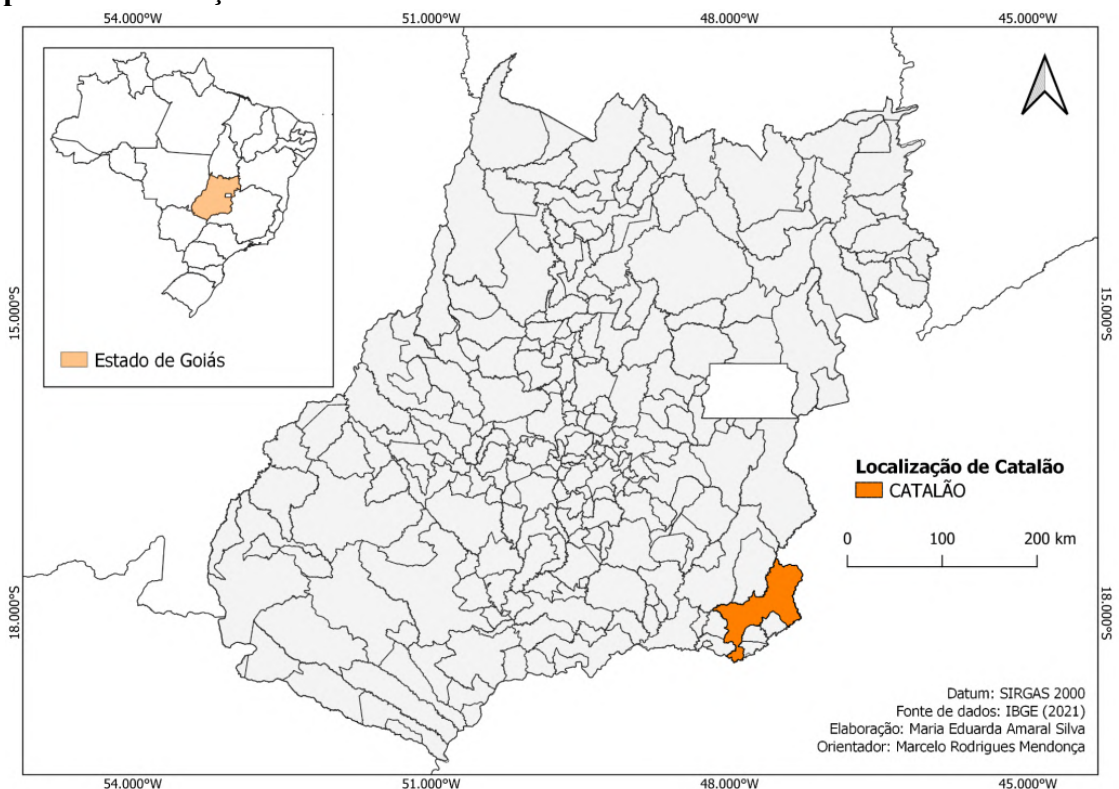 54.000°W 51.000°W 48.000°W 45.000°W
15.000°S
15.000°S
Estado de Goiás
Localização de Catalão
CATALÃO
0 100 200 km
18.000°S
18.000°S
Datum: SIRGAS 2000
Fonte de dados: IBGE (2021)
Elaboração: Maria Eduarda Amaral Silva
Orientador: Marcelo Rodrigues Mendonça
54.000°W 51.000°W 48.000°W 45.000°W